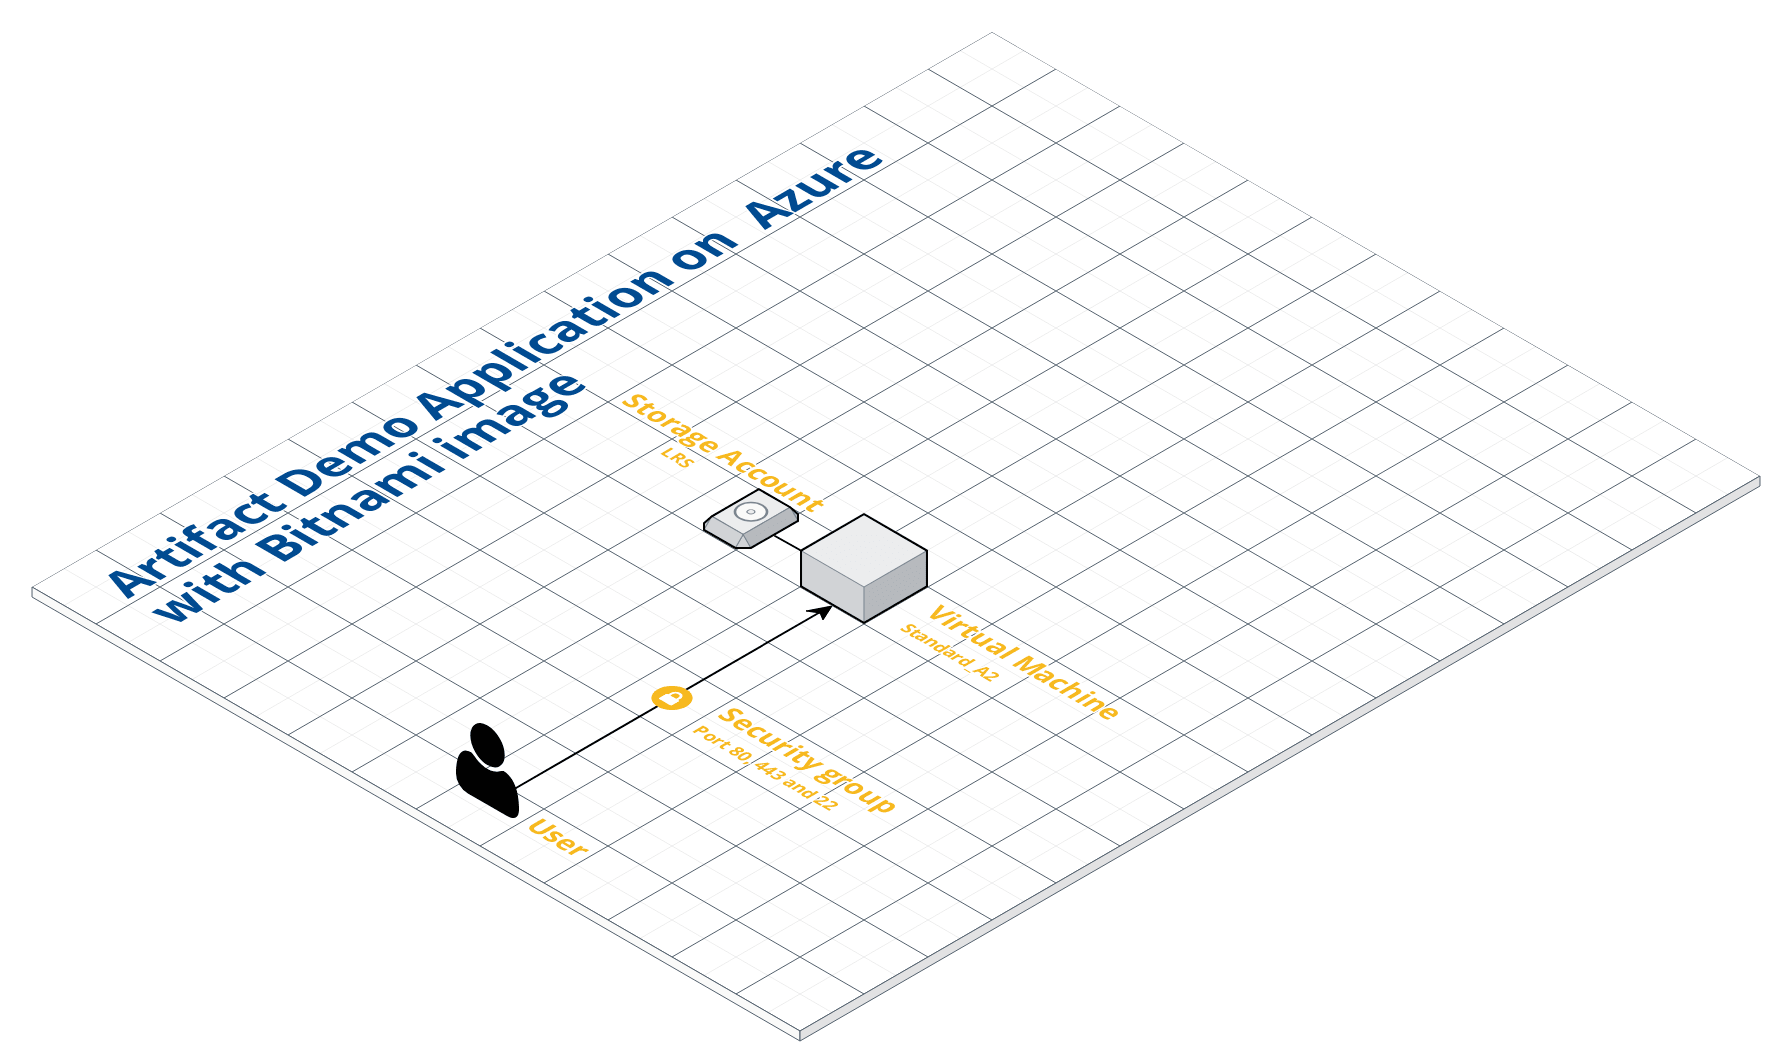 Artifact Demo Application on Azure
with Bitnami image
Storage Account
LRS
Virtual Machine
Standard_A2
Security group
Port 80, 443 and 22
User